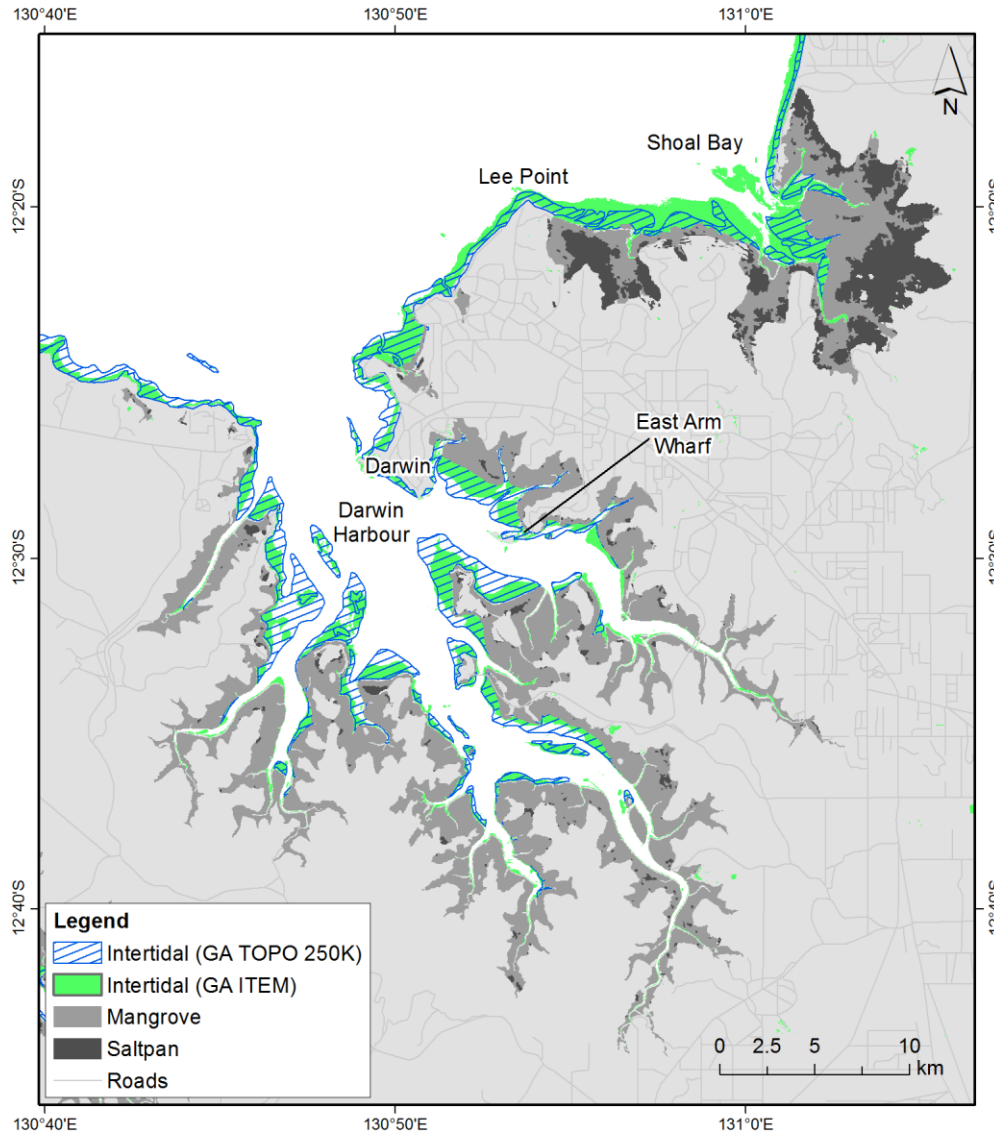 130°40'E 130°50'E 131°0'E
N
Shoal Bay
Lee Point
12°20'S 12°20'S
East Arm
Wharf
Darwin
Darwin
Harbour
12°30'S 12°30'S
12°40'S 12°40'S
Legend
Intertidal (GA TOPO 250K)
Intertidal (GA ITEM)
Mangrove
Saltpan
Roads
0 2.5 5 10
km
130°40'E 130°50'E 131°0'E